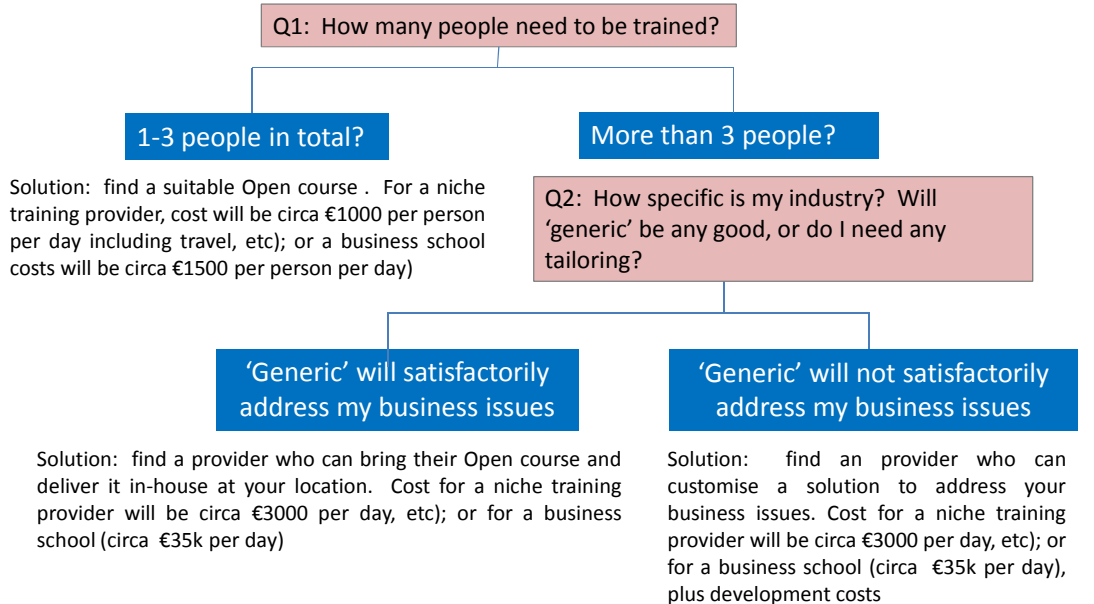 Q1:  How many people need to be trained?
1-3 people in total?
More than 3 people?
Solution:  find a suitable Open course .  For a niche
training provider, cost will be circa €1000 per person
per day including travel, etc); or a business school
costs will be circa €1500 per person per day)
Q2:  How specific is my industry?  Will
‘generic’ be any good, or do I need any
tailoring?
‘Generic’ will satisfactorily
address my business issues
‘Generic’ will not satisfactorily
address my business issues
Solution:  find a provider who can bring their Open course and
deliver it in-house at your location.  Cost for a niche training
provider will be circa €3000 per day, etc); or for a business
school (circa  €35k per day)
Solution:  find an provider who can
customise a solution to address your
business issues. Cost for a niche training
provider will be circa €3000 per day, etc); or
for a business school (circa  €35k per day),
plus development costs